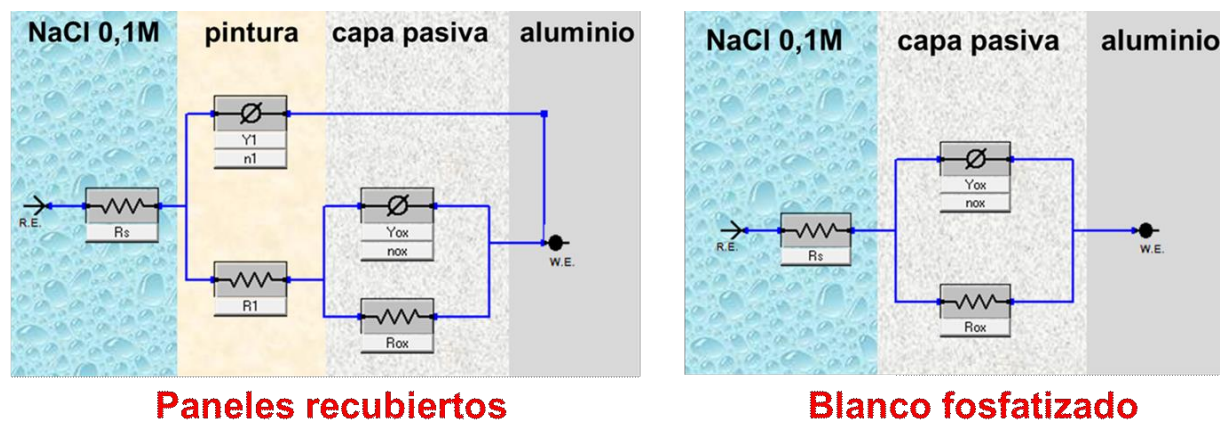 NaCl 0,1M pintura capa pasiva aluminio
Y1
n1
R.E.
Rs
Yox
nox
W.E.
R1
Rox
Paneles recubiertos
NaCl 0,1M capa pasiva aluminio
Yox
nox
R.E.
Rs
W.E.
Rox
Blanco fosfatizado